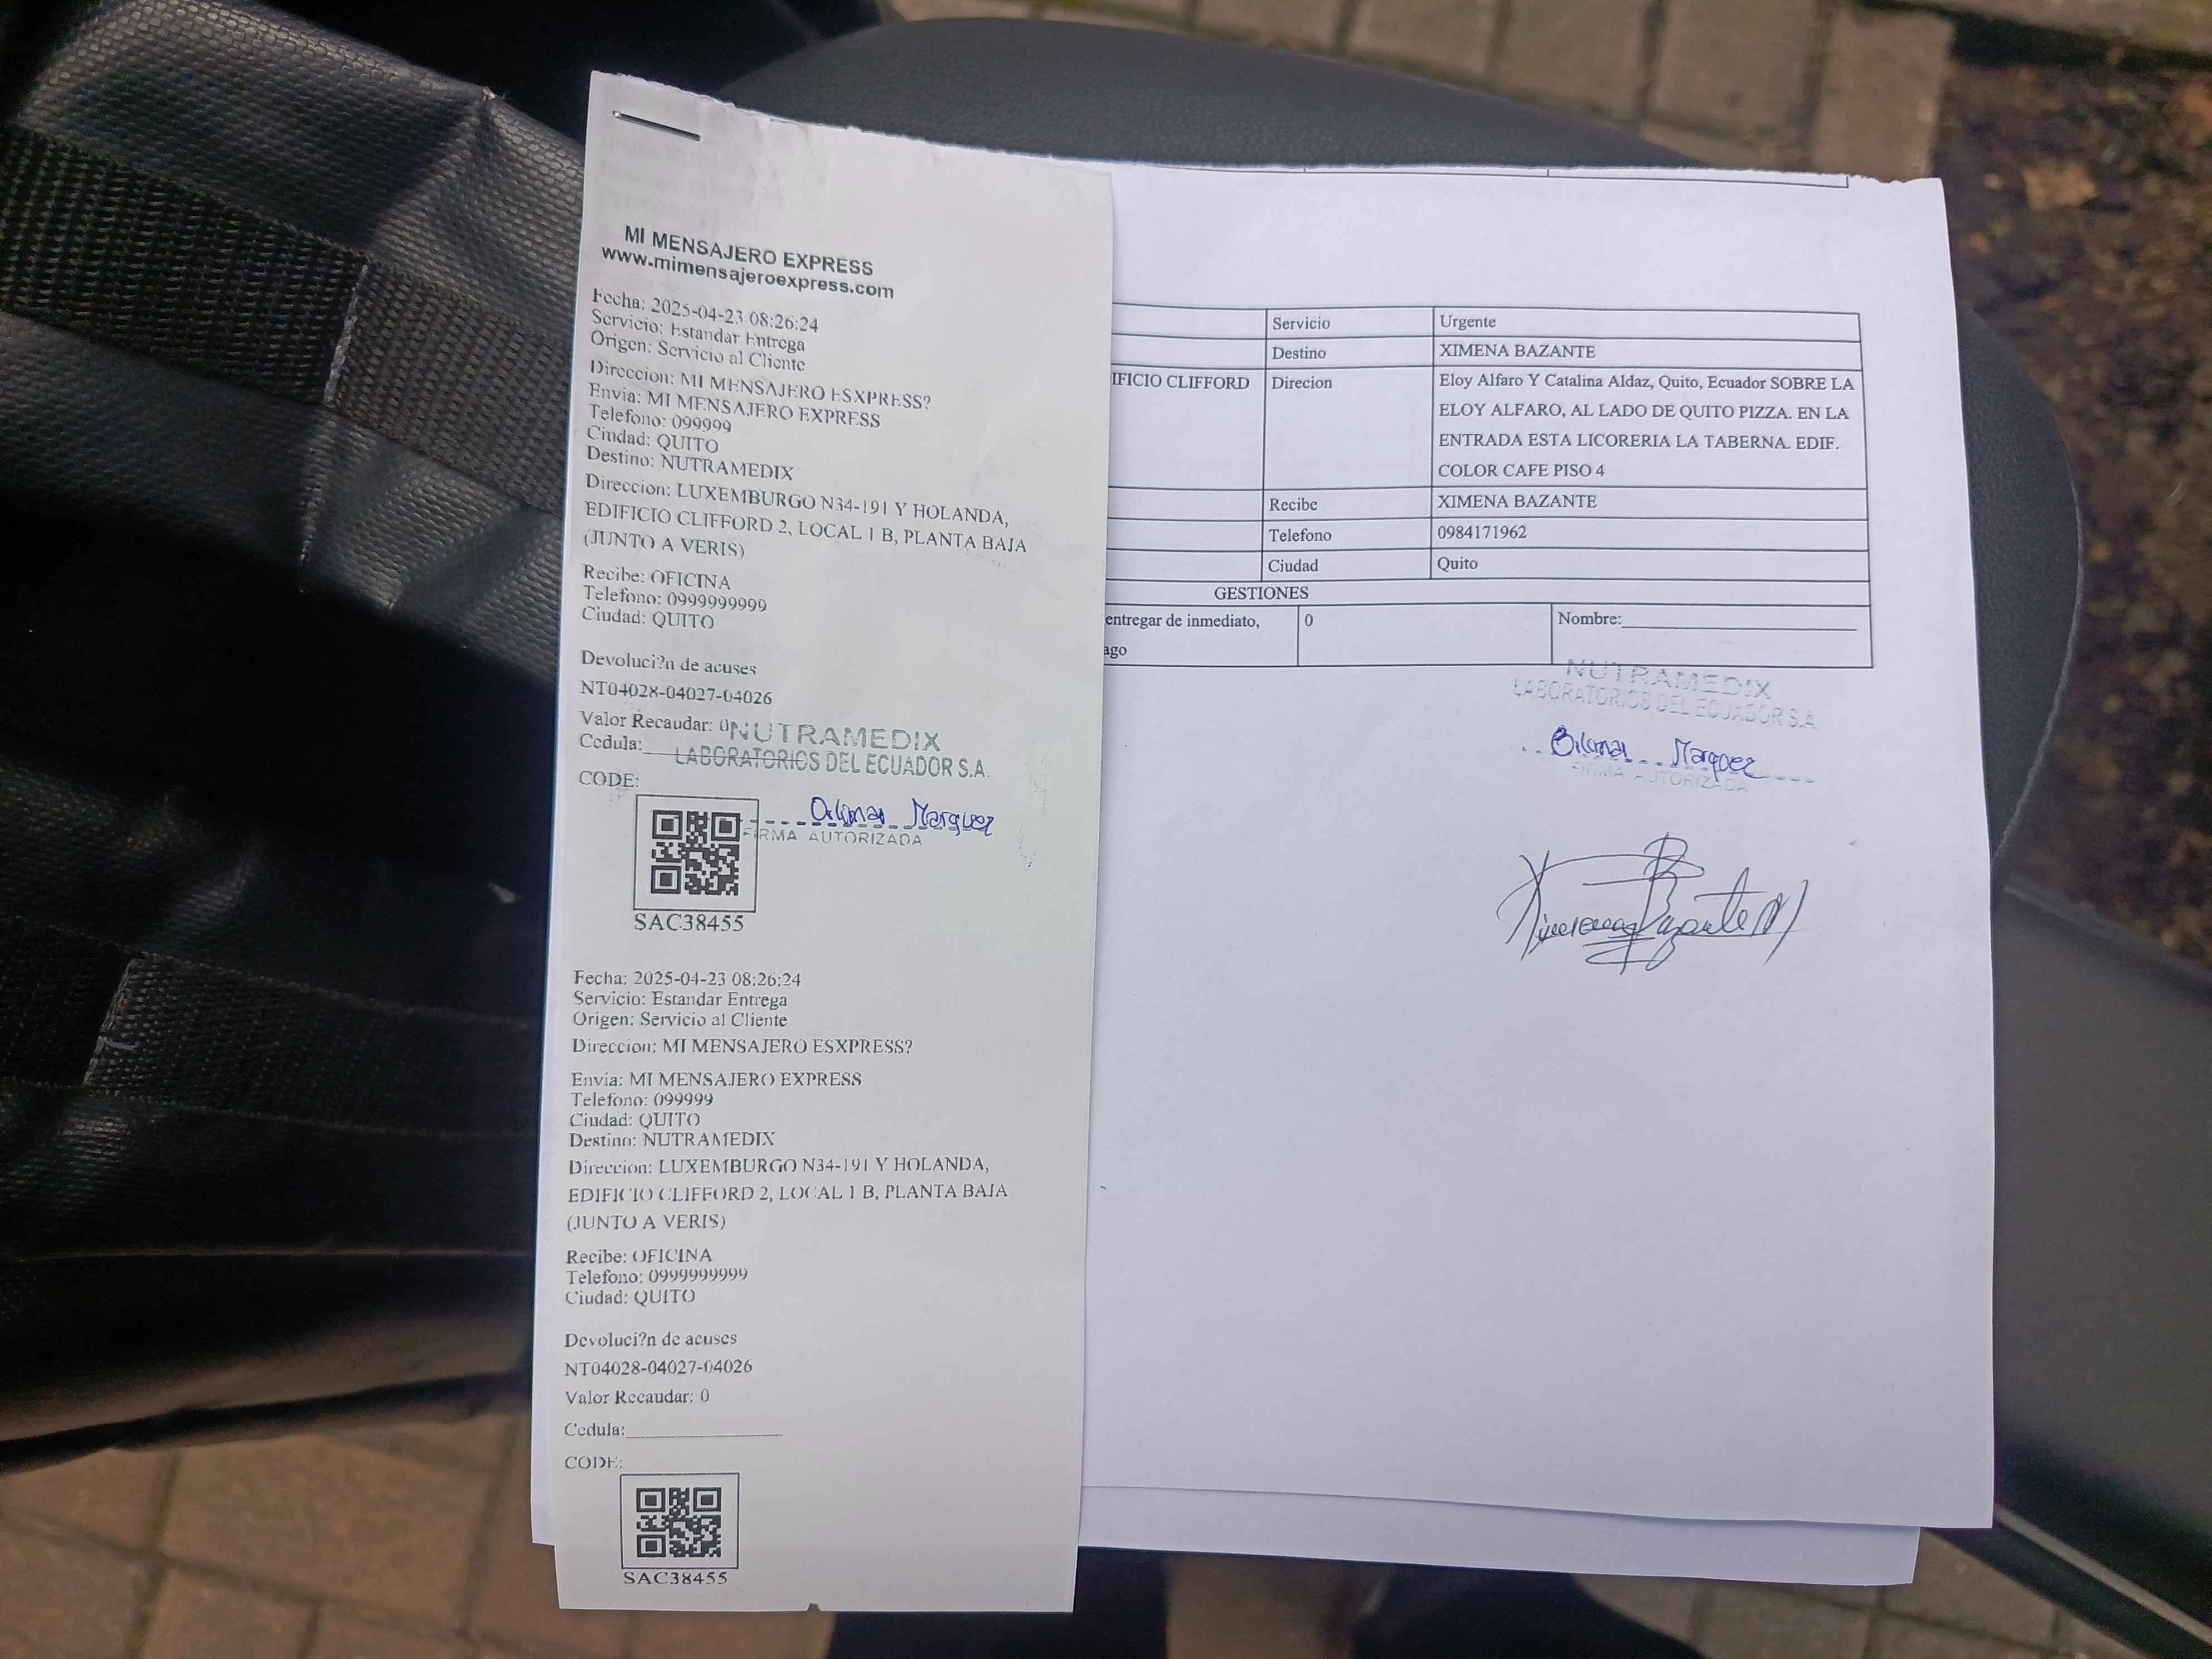 MI MENSAJERO EXPRESS
www.mimensajeroexpress.com
Fecha: 2025-04-23 08:26:24
Servicio: Estandar Entrega
Origen: Servicio al Cliente
Direccion: MI MENSAJERO ESXPRESS?
Envia: MI MENSAJERO EXPRESS
Telefono: 099999
Ciudad: QUITO
Destino: NUTRAMEDIX
Direccion: LUXEMBURGO N34-191 Y HOLANDA,
EDIFICIO CLIFFORD 2, LOCAL 1 B, PLANTA BAJA
(JUNTO A VERIS)
Recibe: OFICINA
Telefono: 0999999999
Ciudad: QUITO
Devoluci?n de acuses
NT04028-04027-04026
Valor Recaudar: 0
NUTRAMEDIX
Cedula:
LABORATORIOS DEL ECUADOR S.A.
CODE:
Marquez
FIRMA AUTORIZADA
SAC38455
Fecha: 2025-04-23 08:26:24
Servicio: Estandar Entrega
Origen: Servicio al Cliente
Direccion: MI MENSAJERO ESXPRESS?
Envia: MI MENSAJERO EXPRESS
Telefono: 099999
Ciudad: QUITO
Destino: NUTRAMEDIX
Direccion: LUXEMBURGO N34-191 Y HOLANDA,
EDIFICIO CLIFFORD 2, LOCAL 1 B, PLANTA BAJA
(JUNTO A VERIS)
Recibe: OFICINA
Telefono: 0999999999
Ciudad: QUITO
Devoluci?n de acuses
NT04028-04027-04026
Valor Recaudar: 0
Cedula:
CODE:
SAC38455
Servicio Urgente
Destino XIMENA BAZANTE
IFICIO CLIFFORD Direcion Eloy Alfaro Y Catalina Aldaz, Quito, Ecuador SOBRE LA
ELOY ALFARO, AL LADO DE QUITO PIZZA. EN LA
ENTRADA ESTA LICORERIA LA TABERNA. EDIF.
COLOR CAFE PISO 4
Recibe XIMENA BAZANTE
Telefono 0984171962
Ciudad Quito
GESTIONES
entregar de inmediato, 0 Nombre:
ago
NUTRAMEDIX
LABORATORIOS DEL ECUADOR S.A.
Marquez
FIRMA AUTORIZADA
Ximena Bazante M